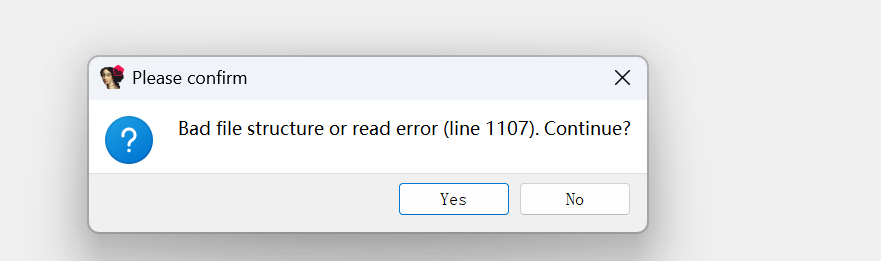 Please confirm
Bad file structure or read error (line 1107). Continue?
Yes
No